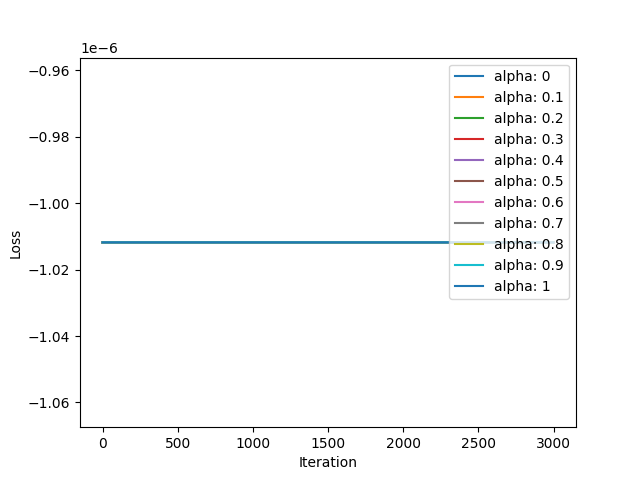 1e−6
−0.96
−0.98
−1.00
−1.02
−1.04
−1.06
Loss
0
500
1000
1500
2000
2500
3000
Iteration
alpha: 0
alpha: 0.1
alpha: 0.2
alpha: 0.3
alpha: 0.4
alpha: 0.5
alpha: 0.6
alpha: 0.7
alpha: 0.8
alpha: 0.9
alpha: 1